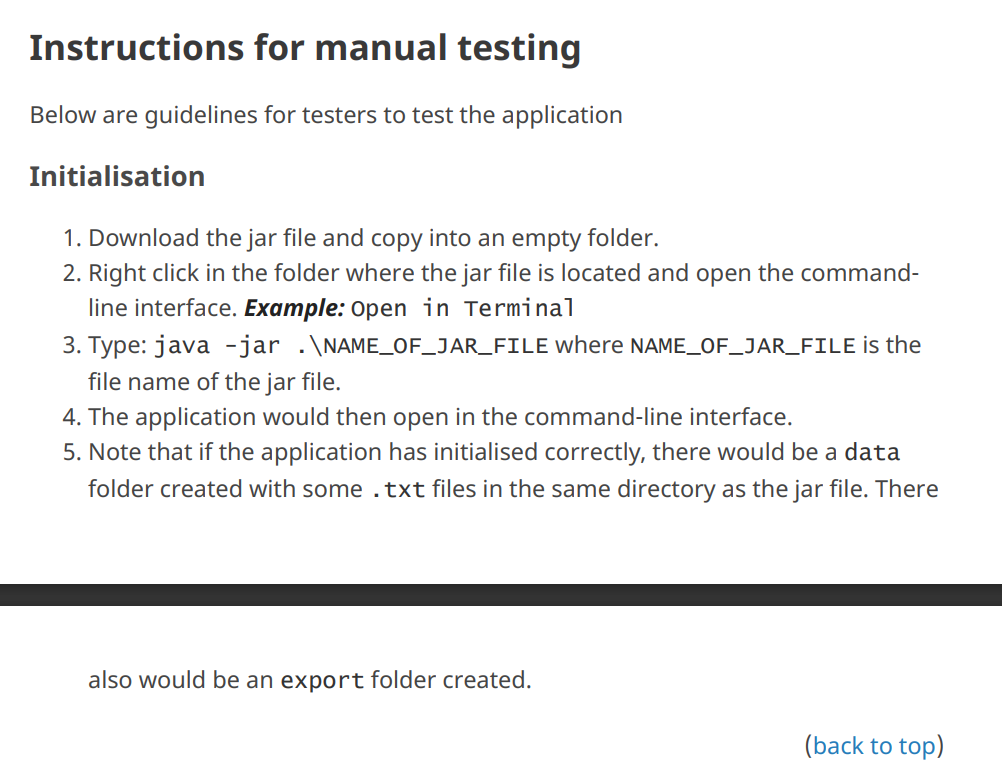 Instructions for manual testing
Below are guidelines for testers to test the application
Initialisation
1. Download the jar file and copy into an empty folder.
2. Right click in the folder where the jar file is located and open the command-
line interface. Example: Open in Terminal
3. Type: java -jar .\NAME_OF_JAR_FILE where NAME_OF_JAR_FILE is the
file name of the jar file.
4. The application would then open in the command-line interface.
5. Note that if the application has initialised correctly, there would be a data
folder created with some .txt files in the same directory as the jar file. There
also would be an export folder created.
(back to top)